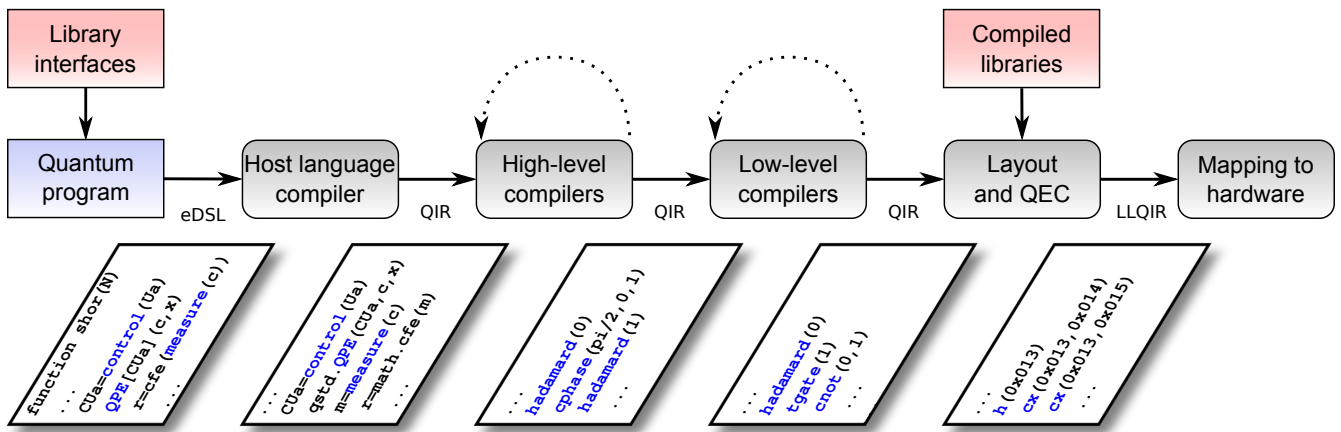 Library
interfaces
Compiled
libraries
Quantum
program
Host language
compiler
High-level
compilers
Low-level
compilers
Layout
and QEC
Mapping to
hardware
eDSL
QIR
QIR
QIR
LLQIR
function shor(N)
...
CUa=control(Ua)
QPE[CUa](c,x)
r=cfe(measure(c))
...
...
CUa=control(Ua)
qstd.QPE(CUa,c,x)
m=measure(c)
r=math.cfe(m)
...
...
hadamard(0)
cphase(pi/2,0,1)
hadamard(1)
...
...
hadamard(0)
tgate(1)
cnot(0,1)
...
...
h(0x013)
cx(0x013,0x014)
cx(0x013,0x015)
...